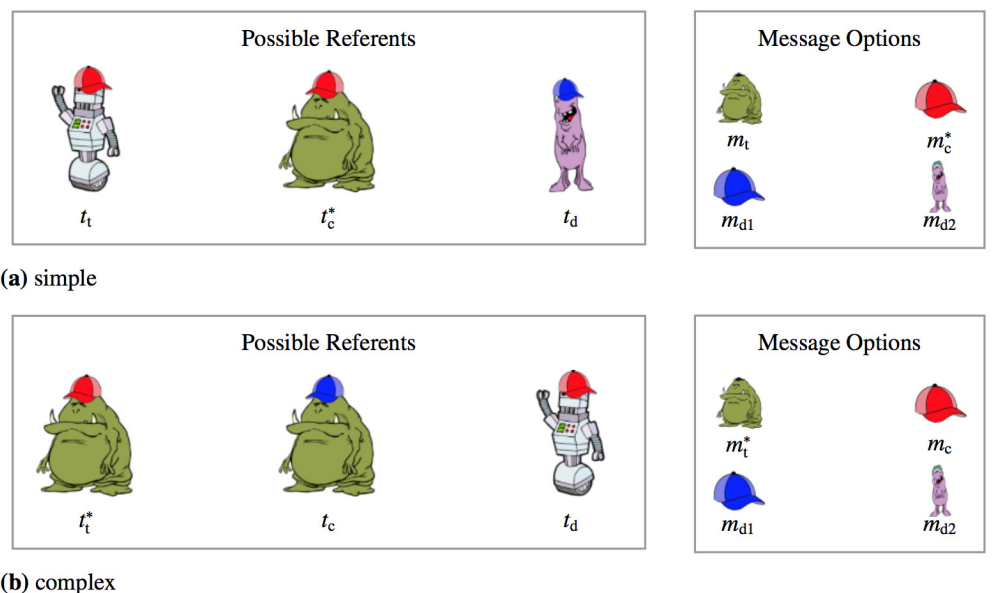 Possible Referents
Message Options
t_t
t_c^*
t_d
m_t
m_c^*
m_d1
m_d2
(a) simple
Possible Referents
Message Options
t_t^*
t_c
t_d
m_t^*
m_c
m_d1
m_d2
(b) complex